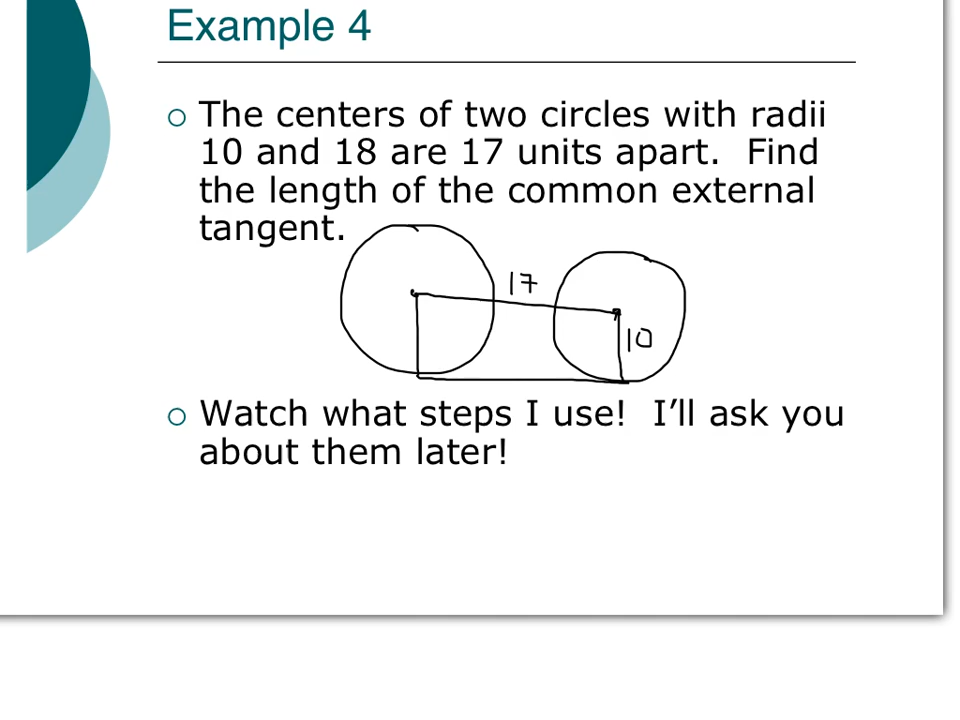 Example 4
The centers of two circles with radii
10 and 18 are 17 units apart.  Find
the length of the common external
tangent.
17
10
Watch what steps I use!  I’ll ask you
about them later!